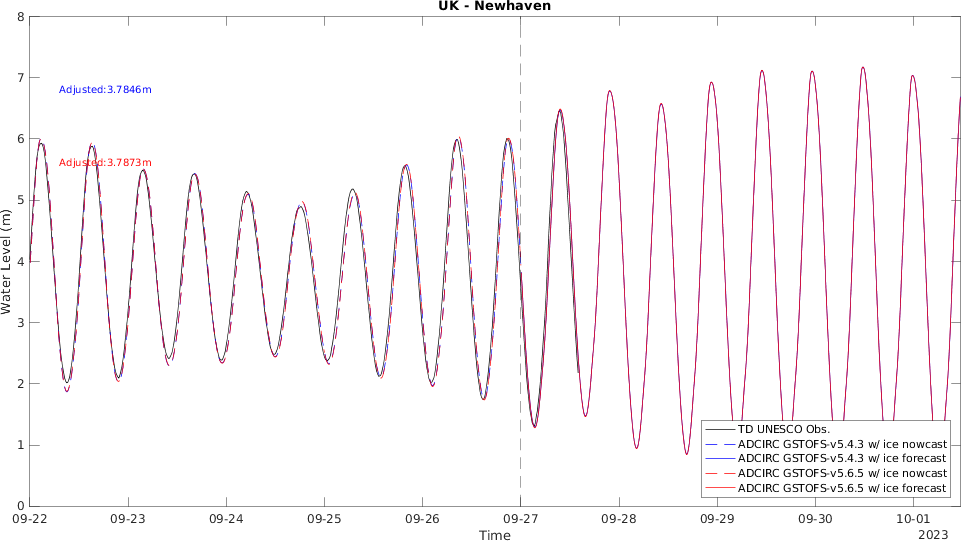 UK - Newhaven
8
7
Adjusted:3.7846m
6
Adjusted:3.7873m
5
4
3
2
1
0
Water Level (m)
TD UNESCO Obs.
ADCIRC GSTOFS-v5.4.3 w/ ice nowcast
ADCIRC GSTOFS-v5.4.3 w/ ice forecast
ADCIRC GSTOFS-v5.6.5 w/ ice nowcast
ADCIRC GSTOFS-v5.6.5 w/ ice forecast
09-22 09-23 09-24 09-25 09-26 09-27 09-28 09-29 09-30 10-01
Time
2023